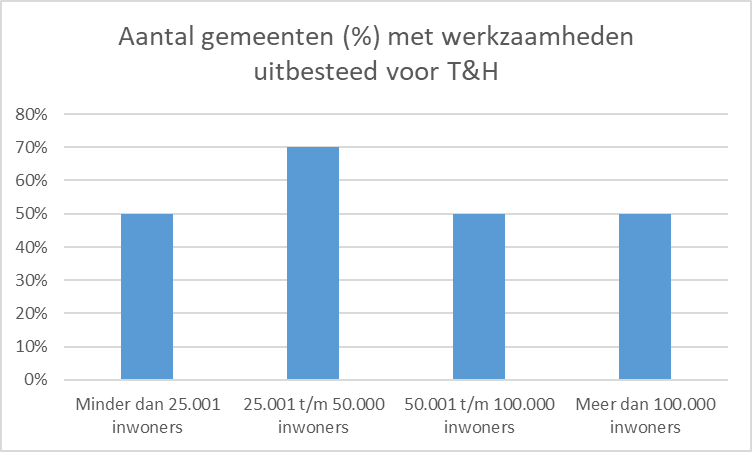 Aantal gemeenten (%) met werkzaamheden
uitbesteed voor T&H
80%
70%
60%
50%
40%
30%
20%
10%
0%
Minder dan 25.001
inwoners
25.001 t/m 50.000
inwoners
50.001 t/m 100.000
inwoners
Meer dan 100.000
inwoners